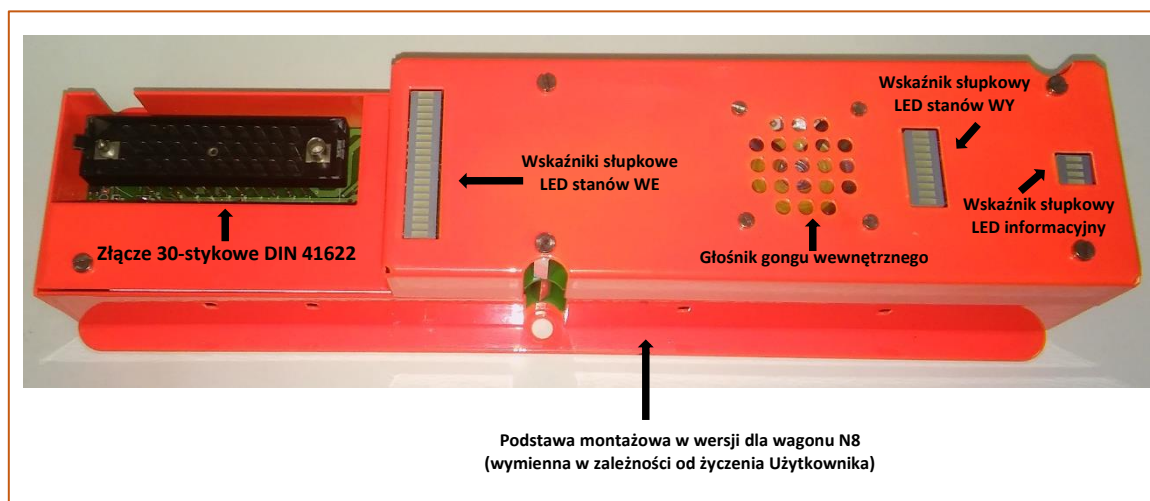 Wskaźnik słupkowy
LED stanów WY
Wskaźniki słupkowe
LED stanów WE
Wskaźnik słupkowy
LED informacyjny
Złącze 30-stykowe DIN 41622
Głośnik gongu wewnętrznego
Podstawa montażowa w wersji dla wagonu N8
(wymienna w zależności od życzenia Użytkownika)